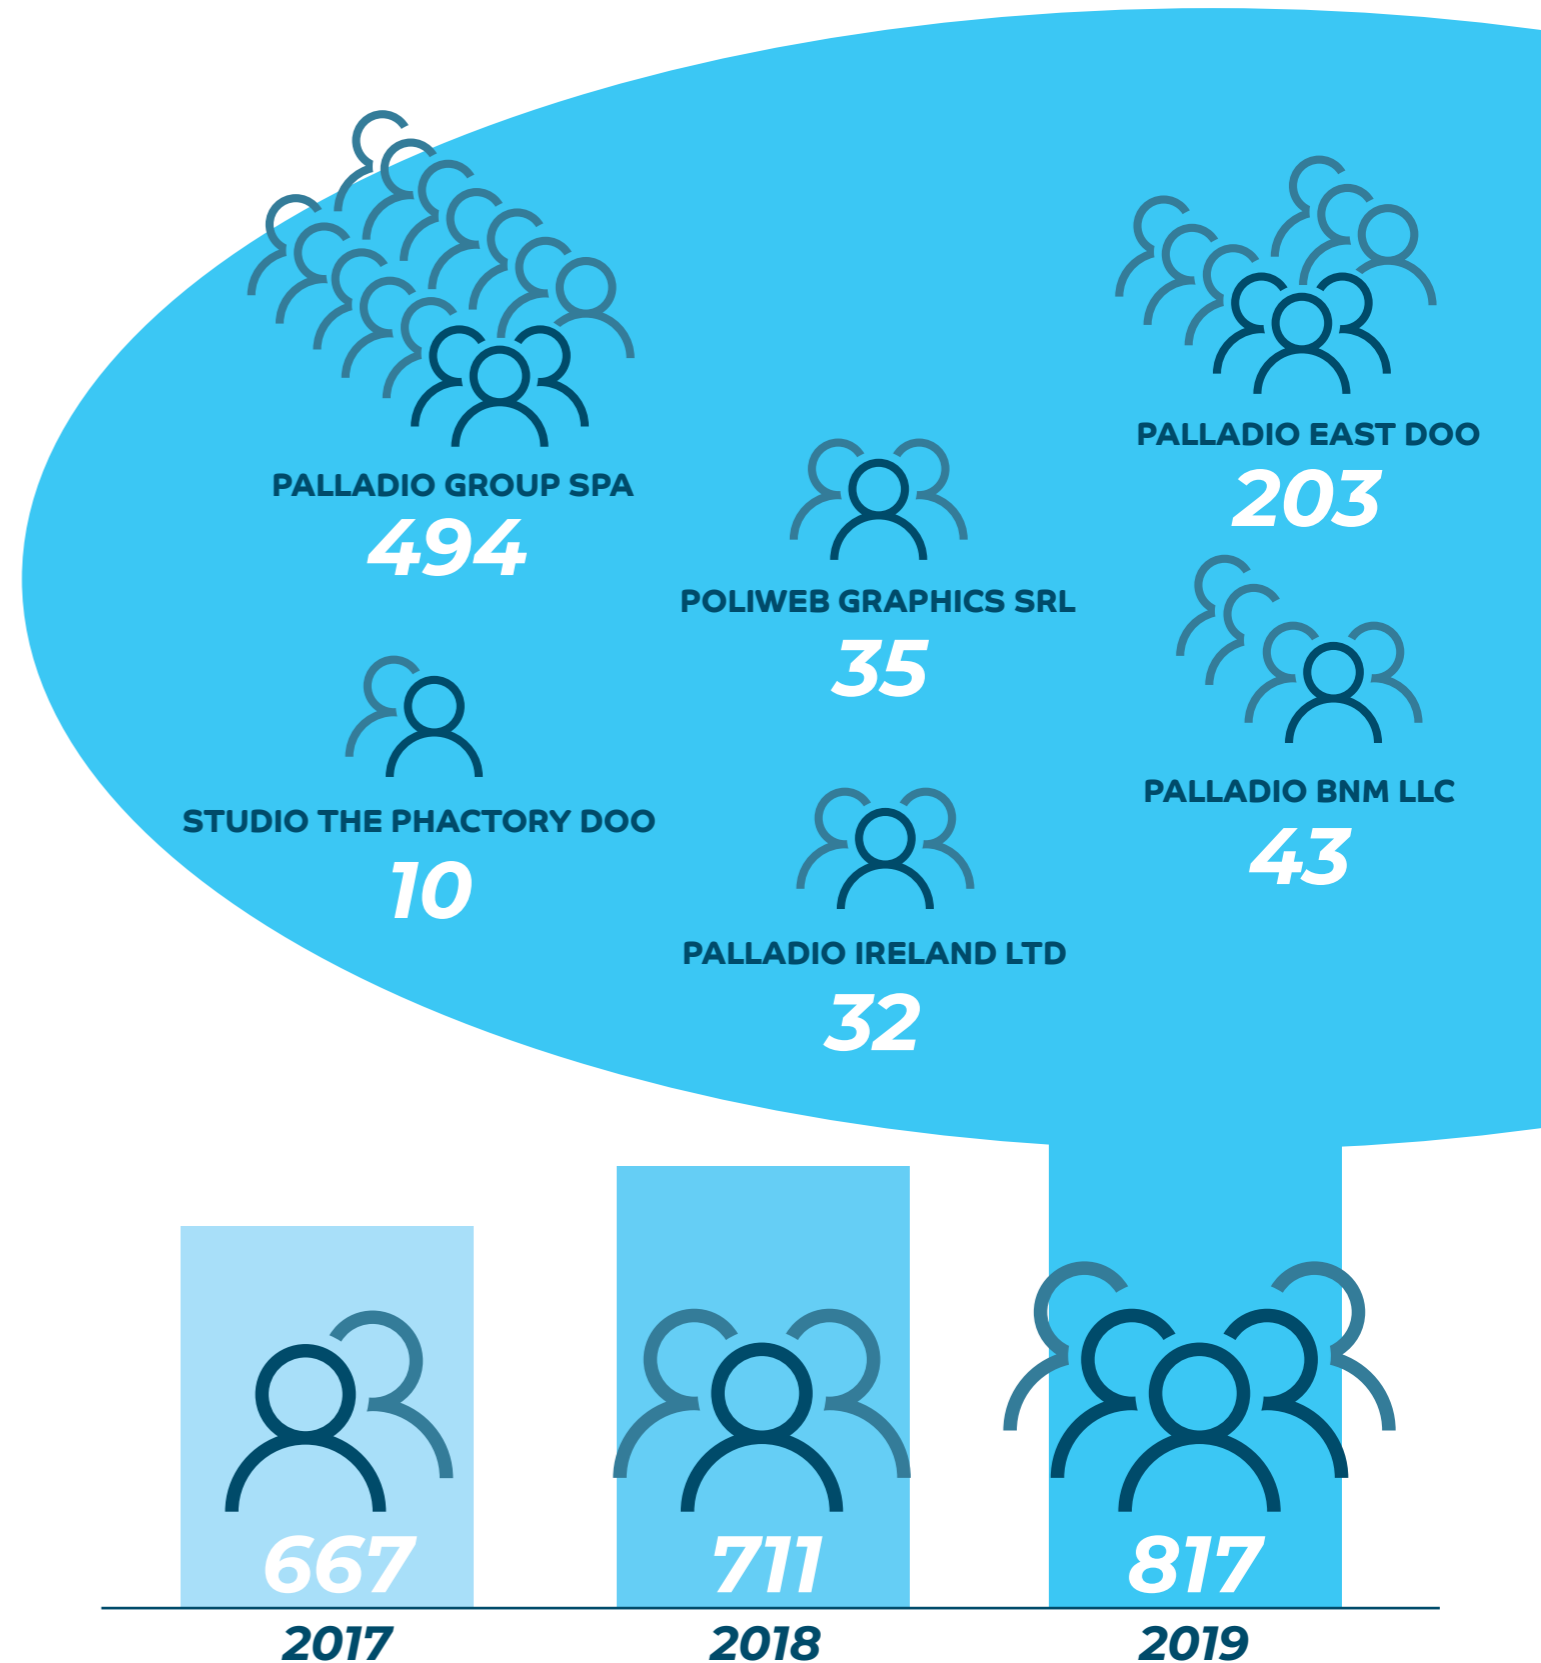 PALLADIO GROUP SPA
494
STUDIO THE PHACTORY DOO
10
POLIWEB GRAPHICS SRL
35
PALLADIO IRELAND LTD
32
PALLADIO EAST DOO
203
PALLADIO BNM LLC
43
667
711
817
2017
2018
2019